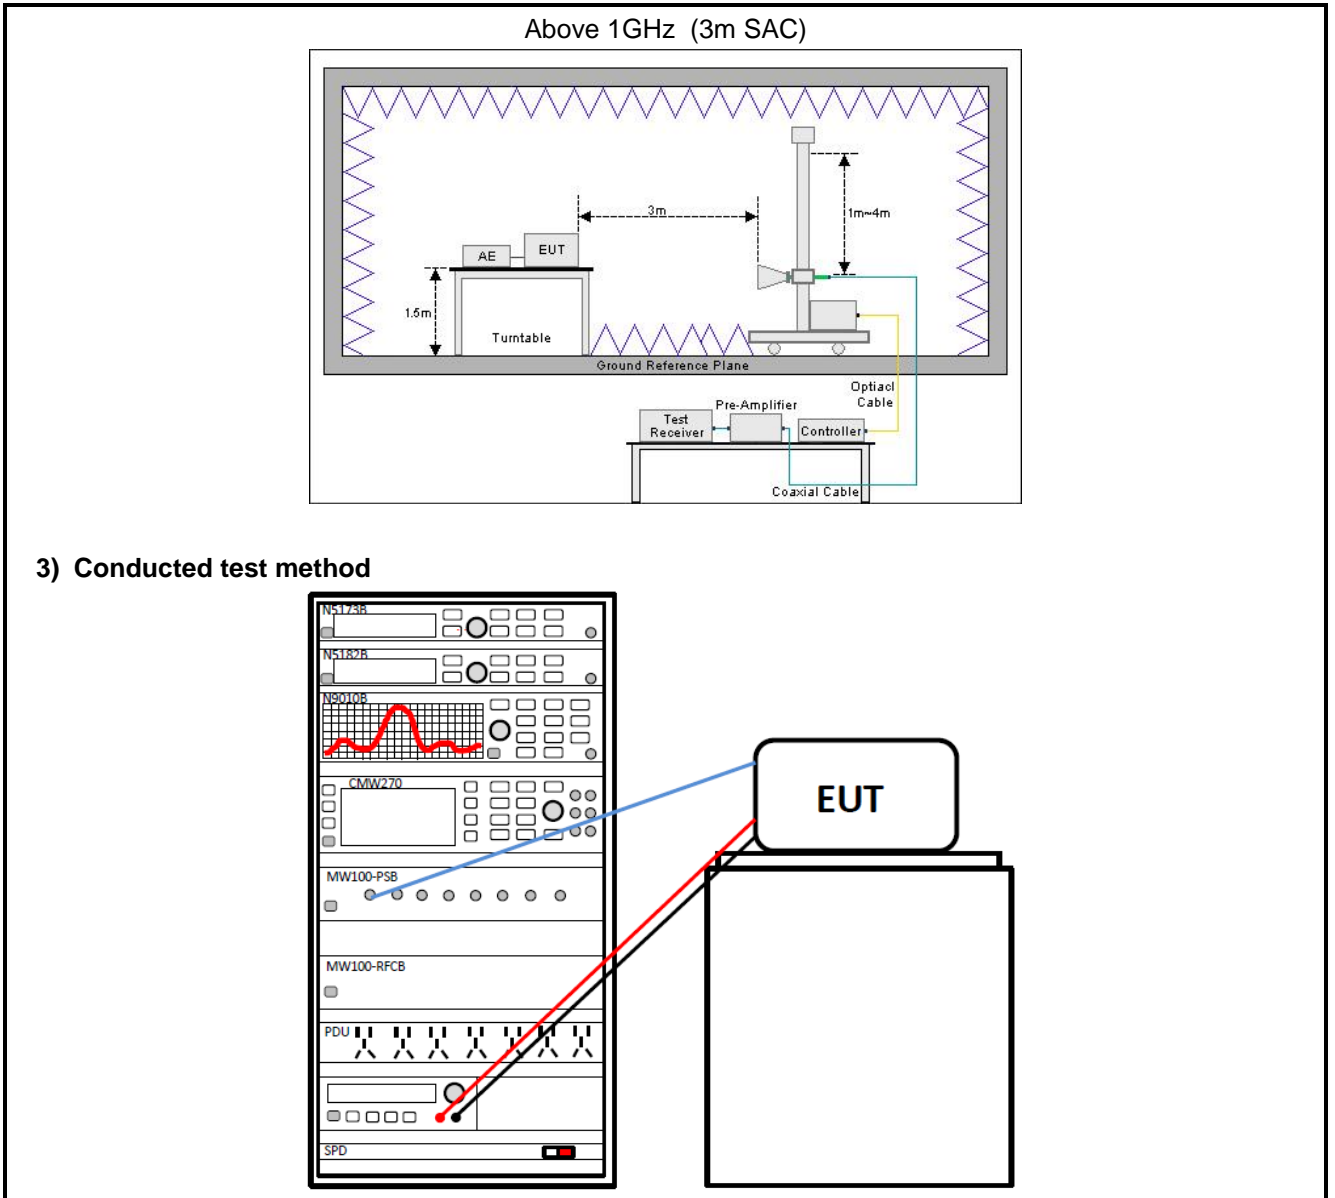 Above 1GHz (3m SAC)
3m
1m~4m
AE
EUT
1.5m
Turntable
Ground Reference Plane
Optiacl
Cable
Pre-Amplifier
Test
Receiver
Controller
Coaxial Cable
3) Conducted test method
N5173B
N5182B
N9010B
CMW270
EUT
MW100-PSB
MW100-RFCB
PDU
SPD